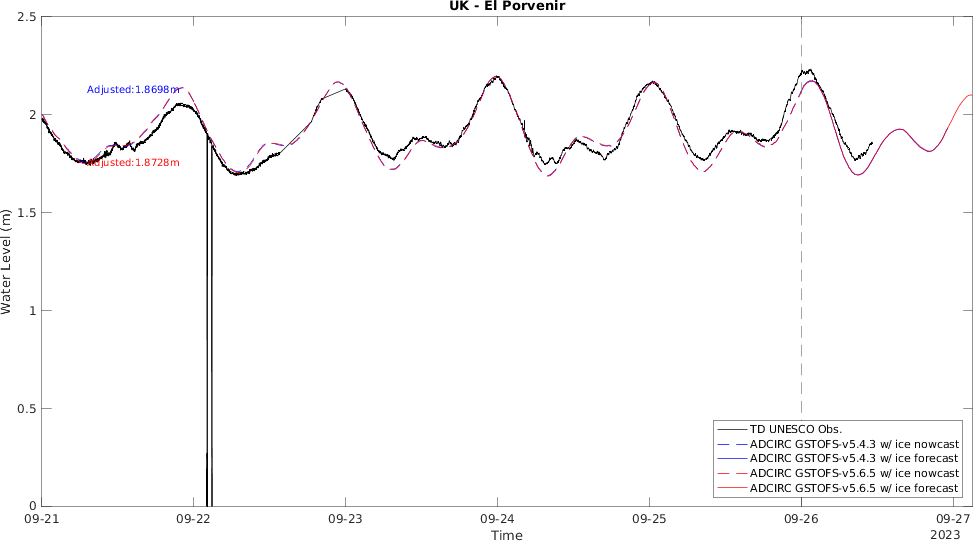 UK - El Porvenir
2.5
2
1.5
1
0.5
0
Water Level (m)
Adjusted:1.8698m
Adjusted:1.8728m
TD UNESCO Obs.
ADCIRC GSTOFS-v5.4.3 w/ ice nowcast
ADCIRC GSTOFS-v5.4.3 w/ ice forecast
ADCIRC GSTOFS-v5.6.5 w/ ice nowcast
ADCIRC GSTOFS-v5.6.5 w/ ice forecast
09-21 09-22 09-23 09-24 09-25 09-26 09-27
Time
2023